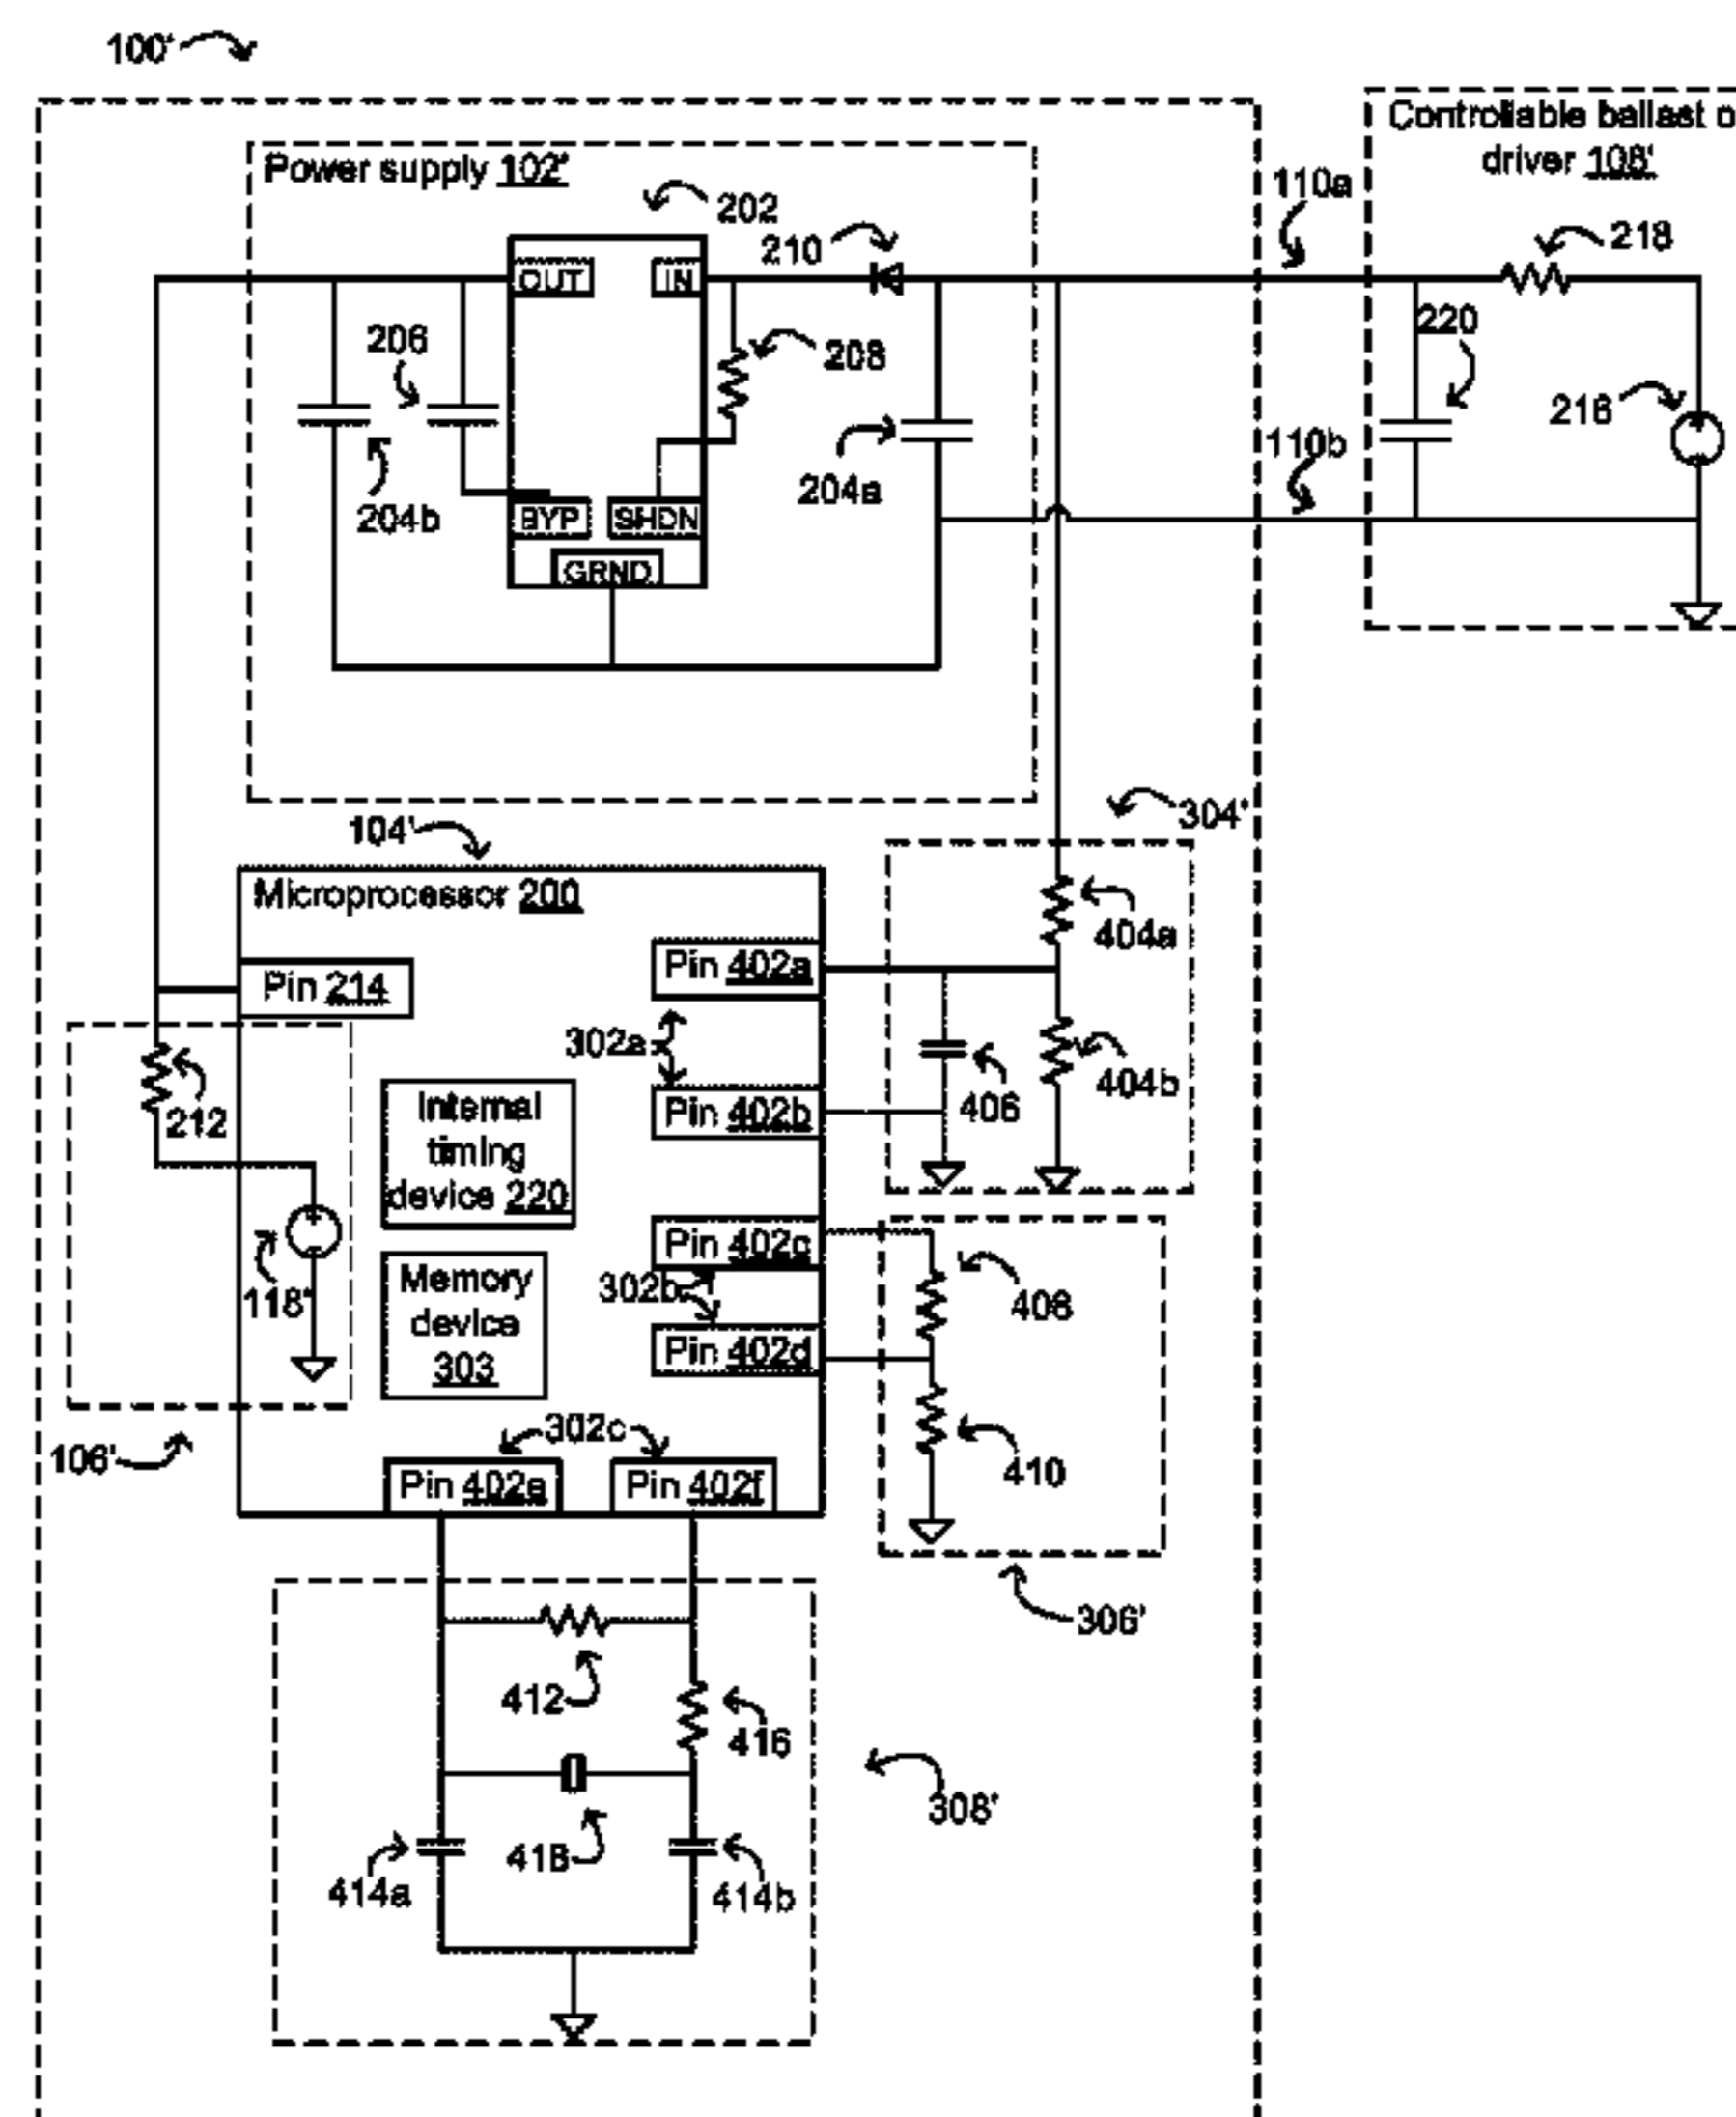 100'
Controllable ballast o
driver 108'
Power supply 102'
202
110a
210
218
OUT
IN
220
206
208
216
110b
204a
204b
BYP
SHDN
GRND
304'
104'
Microprocessor 200
404a
Pin 402a
Pin 214
302a
404b
406
Pin 402b
212
Internal
timing
device 220
Pin 402c
118'
Memory
device
303
302b
408
Pin 402d
302c
106'
410
Pin 402e
Pin 402f
306'
412
416
308'
418
414a
414b